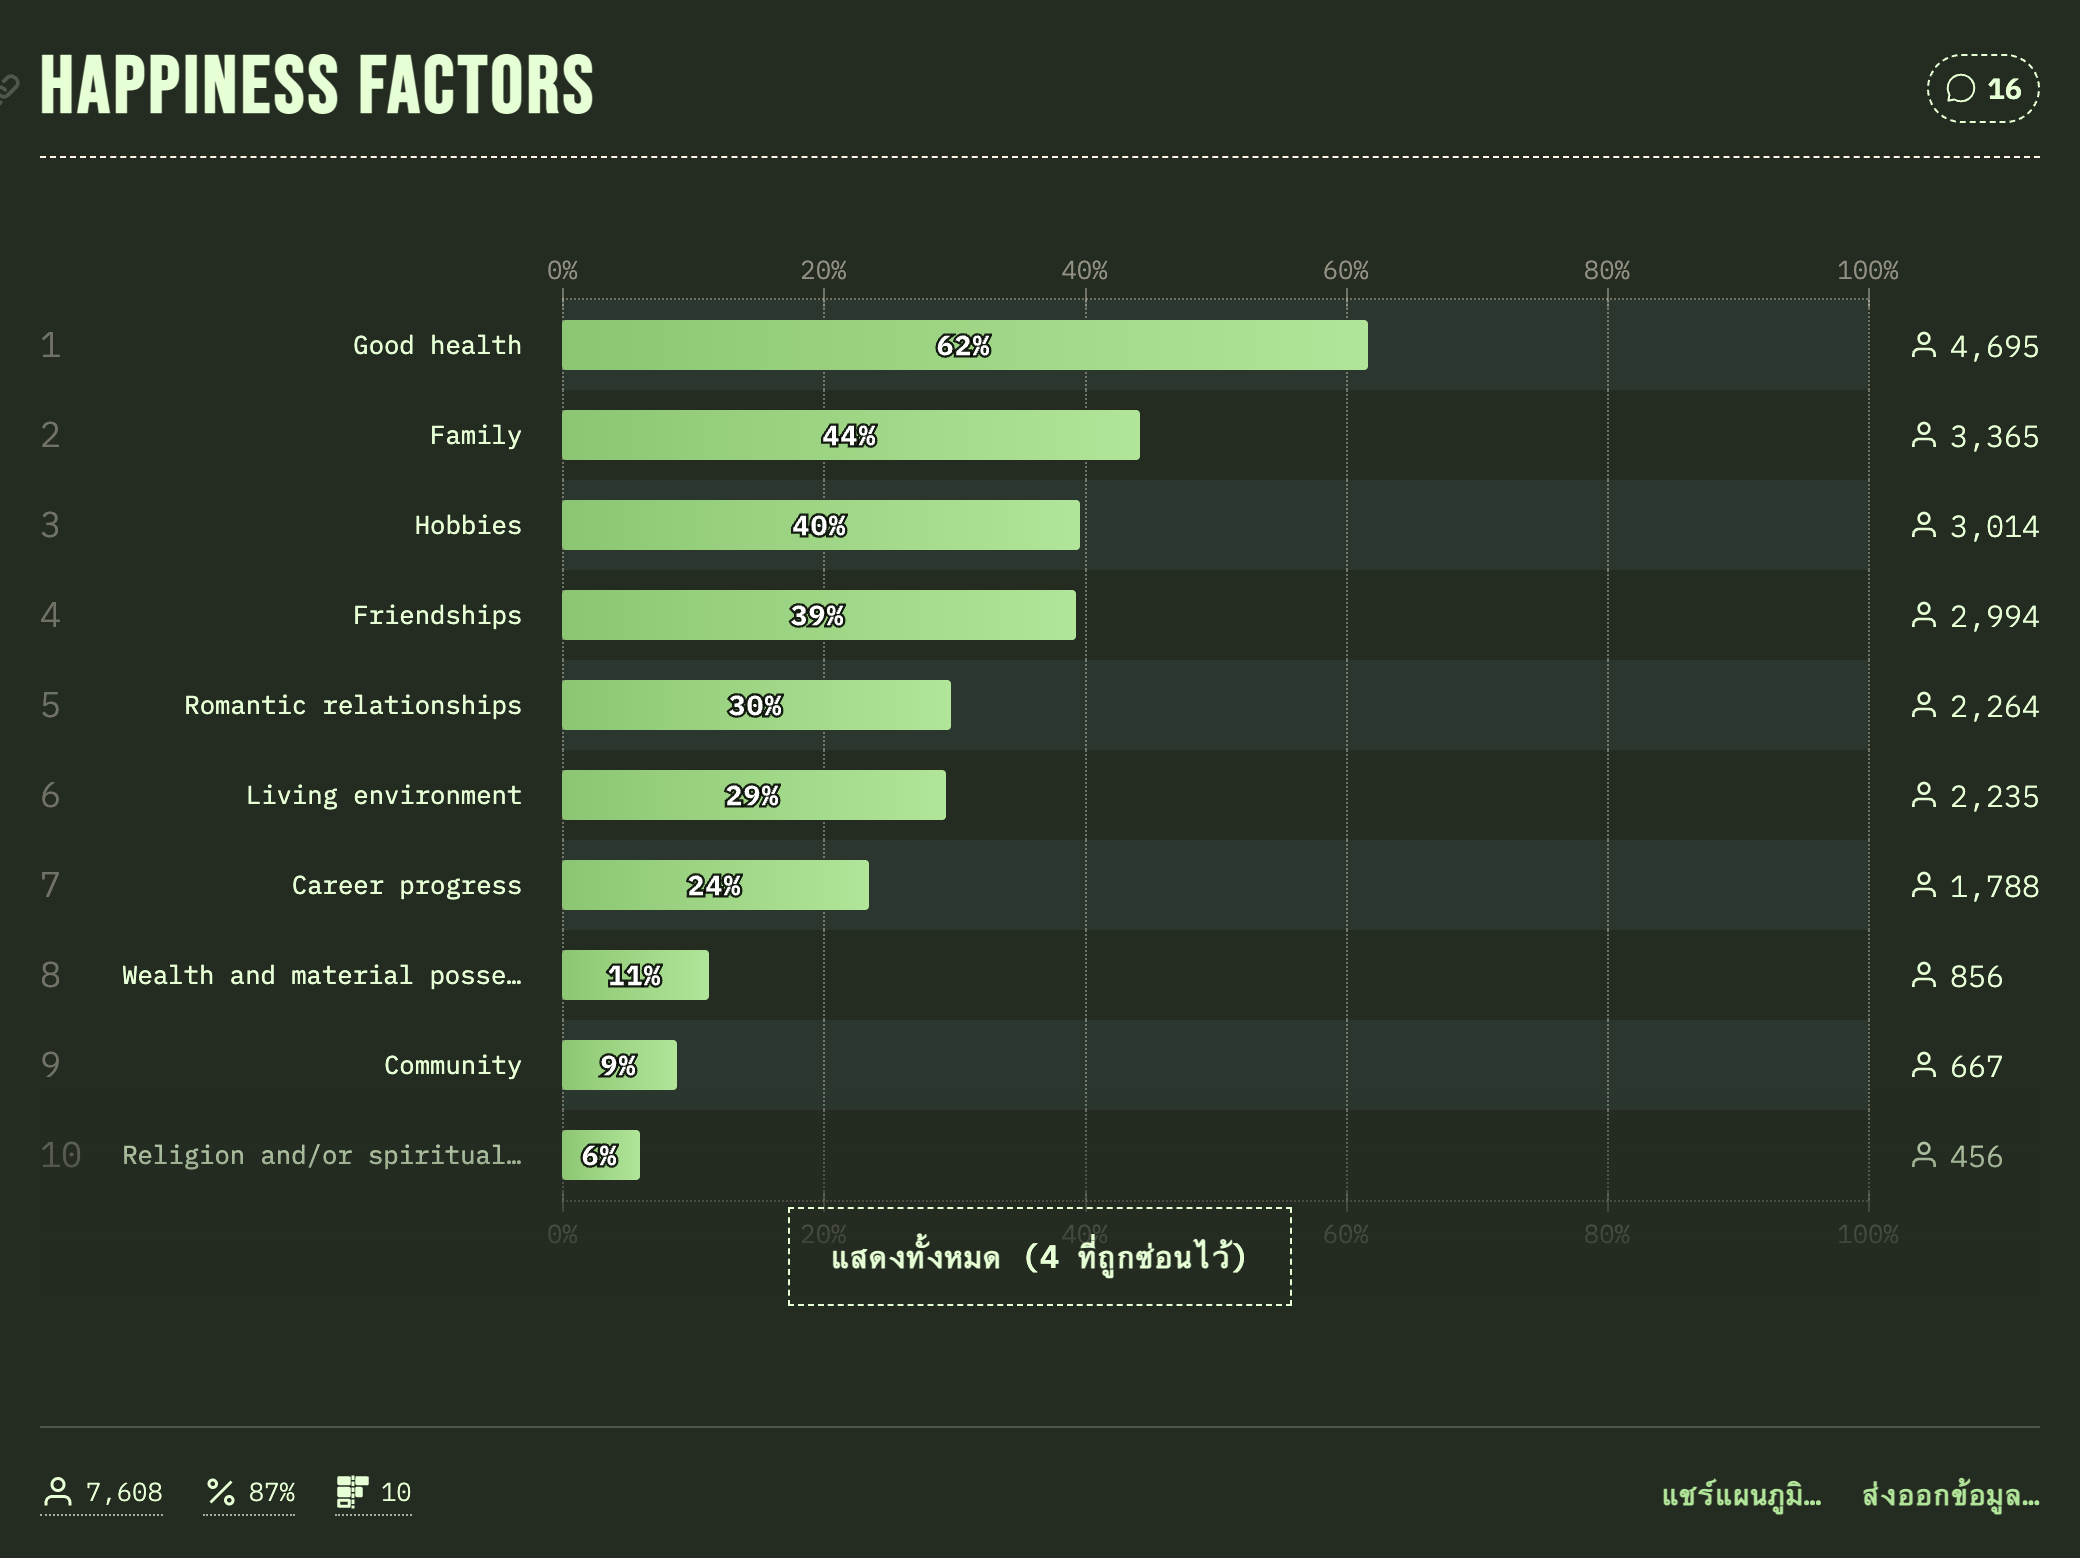 HAPPINESS FACTORS
16
0% 20% 40% 60% 80% 100%
1 Good health 62% 4,695
2 Family 44% 3,365
3 Hobbies 40% 3,014
4 Friendships 39% 2,994
5 Romantic relationships 30% 2,264
6 Living environment 29% 2,235
7 Career progress 24% 1,788
8 Wealth and material posse… 11% 856
9 Community 9% 667
10 Religion and/or spiritual… 6% 456
0% 20% 40% 60% 80% 100%
แสดงทั้งหมด (4 ที่ถูกซ่อนไว้)
7,608 87% 10 แชร์แผนภูมิ… ส่งออกข้อมูล…